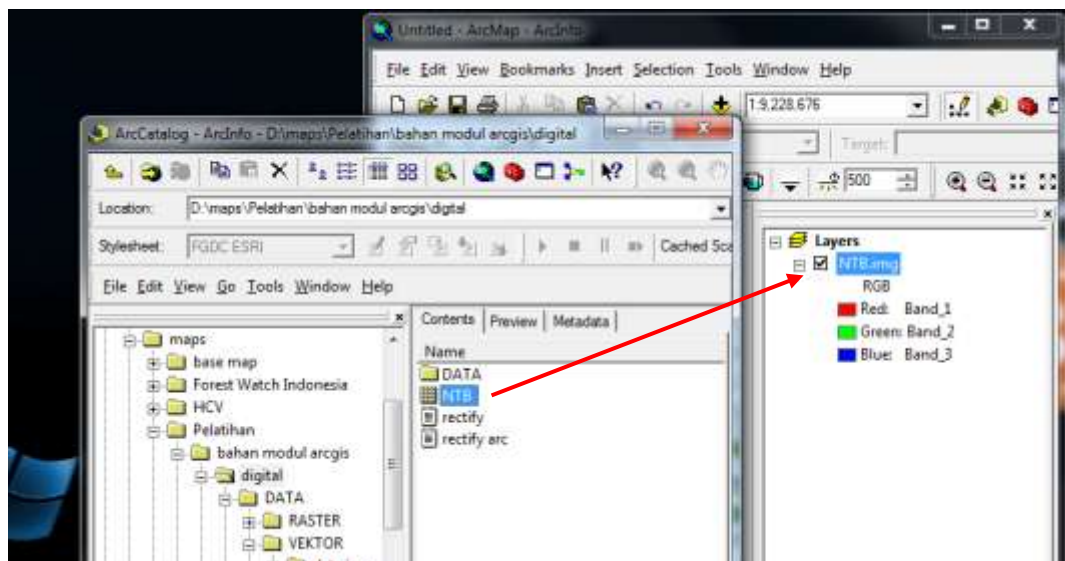 Untitled - ArcMap - ArcInfo
File Edit View Bookmarks Insert Selection Tools Window Help
1:9.228.676
Target:
500
ArcCatalog - ArcInfo - D:\maps\Pelatihan\bahan modul arcgis\digital
Location: D:\maps\Pelatihan\bahan modul arcgis\digital
Stylesheet: FGDC ESRI Cached Sce
File Edit View Go Tools Window Help
maps
base map
Forest Watch Indonesia
HCV
Pelatihan
bahan modul arcgis
digital
DATA
RASTER
VEKTOR
Contents Preview Metadata
Name
DATA
NTB
rectify
rectify arc
Layers
NTB.img
RGB
Red: Band_1
Green: Band_2
Blue: Band_3